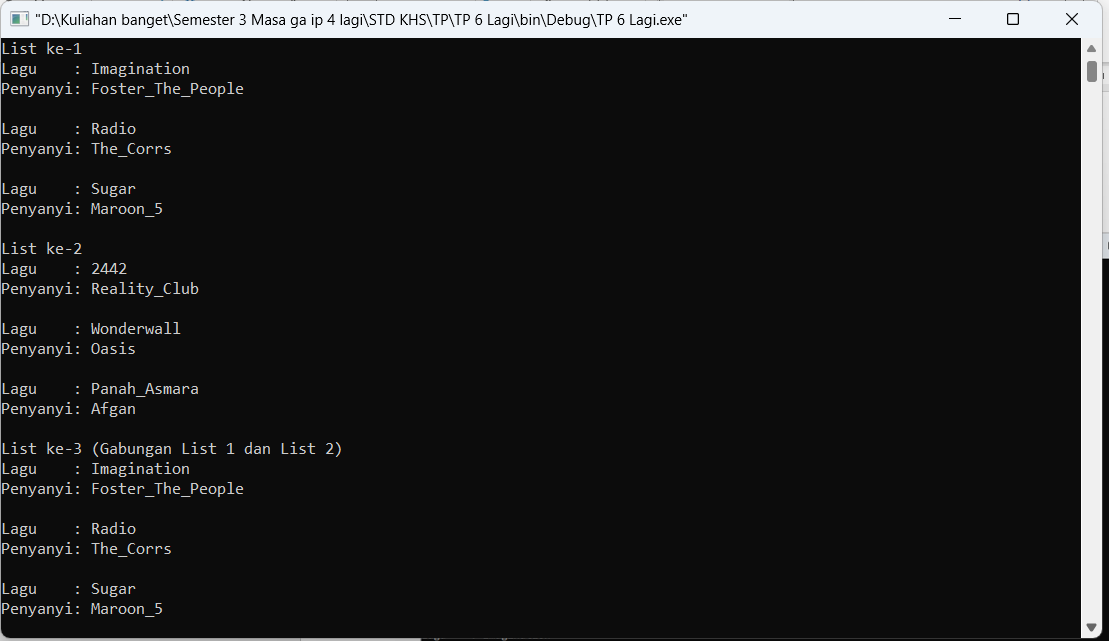 "D:\Kuliahan banget\Semester 3 Masa ga ip 4 lagi\STD KHS\TP\TP 6 Lagi\bin\Debug\TP 6 Lagi.exe"
List ke-1
Lagu    : Imagination
Penyanyi: Foster_The_People
Lagu    : Radio
Penyanyi: The_Corrs
Lagu    : Sugar
Penyanyi: Maroon_5
List ke-2
Lagu    : 2442
Penyanyi: Reality_Club
Lagu    : Wonderwall
Penyanyi: Oasis
Lagu    : Panah_Asmara
Penyanyi: Afgan
List ke-3 (Gabungan List 1 dan List 2)
Lagu    : Imagination
Penyanyi: Foster_The_People
Lagu    : Radio
Penyanyi: The_Corrs
Lagu    : Sugar
Penyanyi: Maroon_5